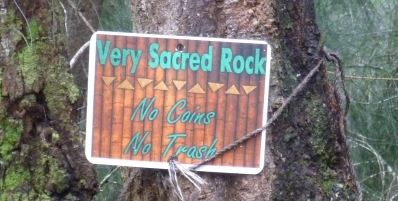 Very Sacred Rock
No Coins
No Trash